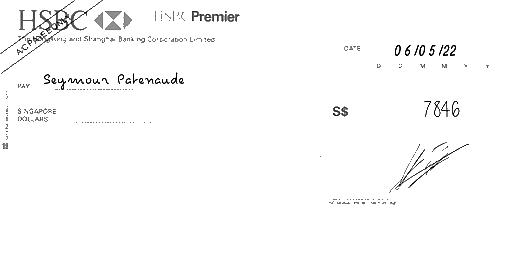 HSBC HSBC Premier
The Hongkong and Shanghai Banking Corporation Limited
A/C PAYEE ONLY
DATE 06/05/22
D D M M Y Y
PAY Seymour Patenaude
SINGAPORE
DOLLARS
S$ 7846